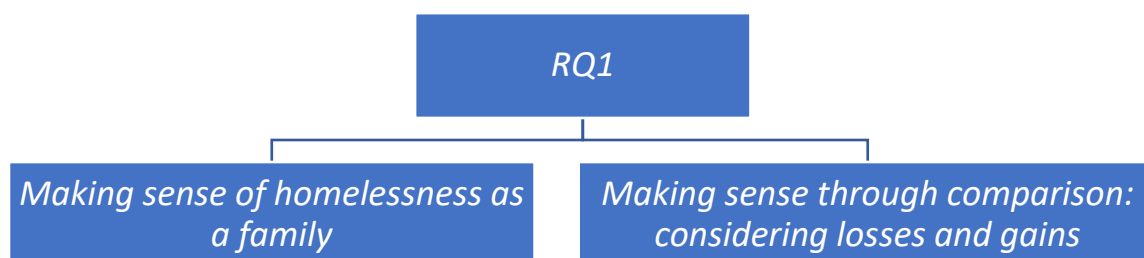 RQ1
Making sense of homelessness as
a family
Making sense through comparison:
considering losses and gains